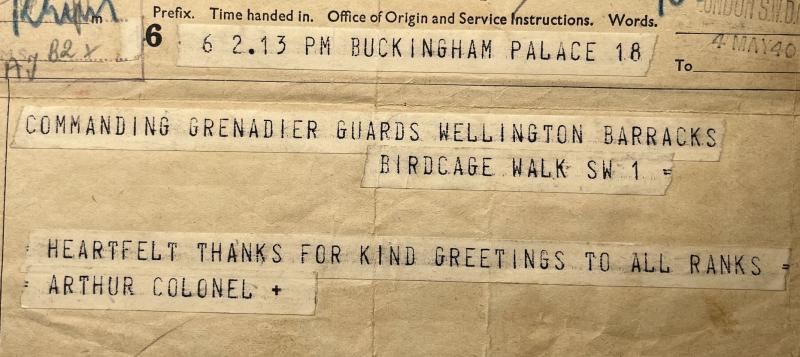 Prefix. Time handed in. Office of Origin and Service Instructions. Words.
6
6 2.13 PM BUCKINGHAM PALACE 18
4 MAY 40
To
B2 x
COMMANDING GRENADIER GUARDS WELLINGTON BARRACKS
BIRDCAGE WALK SW 1 =
= HEARTFELT THANKS FOR KIND GREETINGS TO ALL RANKS =
= ARTHUR COLONEL +